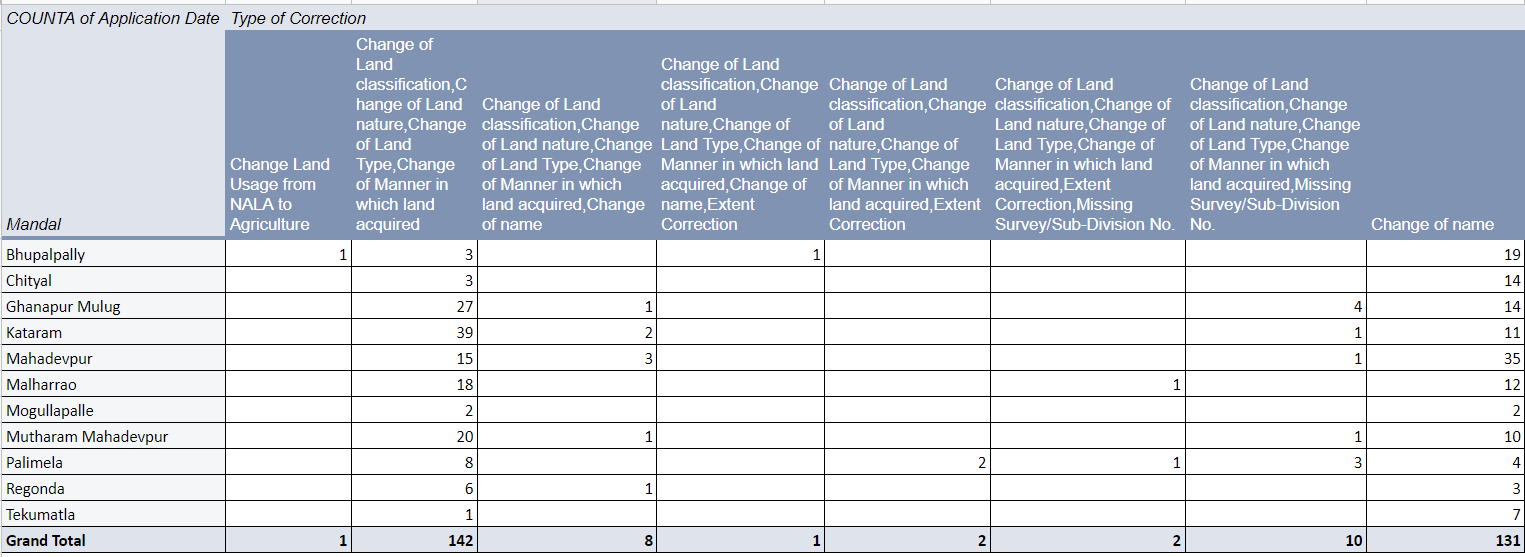 COUNTA of Application Date Type of Correction
Mandal
Change Land
Usage from
NALA to
Agriculture
Change of
Land
classification,C
hange of Land
nature,Change
of Land
Type,Change
of Manner in
which land
acquired
Change of Land
classification,Change
of Land nature,Change
of Land Type,Change
of Manner in which
land acquired,Change
of name
Change of Land
classification,Change
of Land
nature,Change of
Land Type,Change of
Manner in which land
acquired,Change of
name,Extent
Correction
Change of Land
classification,Change
of Land
nature,Change of
Land Type,Change
of Manner in which
land acquired,Extent
Correction
Change of Land
classification,Change of
Land nature,Change of
Land Type,Change of
Manner in which land
acquired,Extent
Correction,Missing
Survey/Sub-Division No.
Change of Land
classification,Change
of Land nature,Change
of Land Type,Change
of Manner in which
land acquired,Missing
Survey/Sub-Division
No.
Change of name
Bhupalpally 1 3 1 19
Chityal 3 14
Ghanapur Mulug 27 1 4 14
Kataram 39 2 1 11
Mahadevpur 15 3 1 35
Malharrao 18 1 12
Mogullapalle 2 2
Mutharam Mahadevpur 20 1 1 10
Palimela 8 2 1 3 4
Regonda 6 1 3
Tekumatla 1 7
Grand Total 1 142 8 1 2 2 10 131